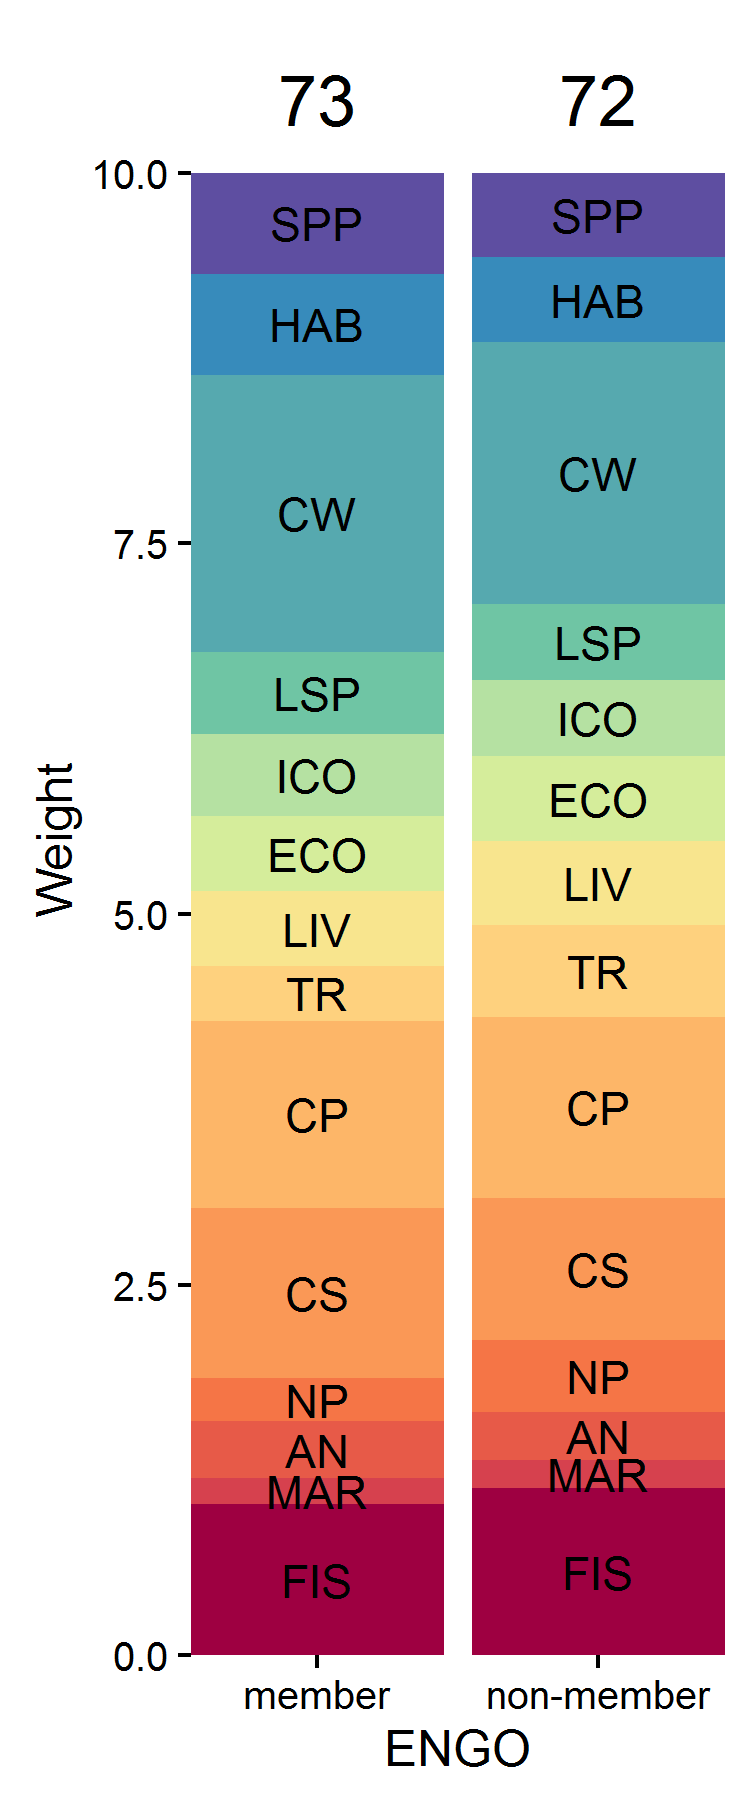 73 72
10.0
7.5
5.0
2.5
0.0
Weight
SPP
HAB
CW
LSP
ICO
ECO
LIV
TR
CP
CS
NP
AN
MAR
FIS
SPP
HAB
CW
LSP
ICO
ECO
LIV
TR
CP
CS
NP
AN
MAR
FIS
member non-member
ENGO